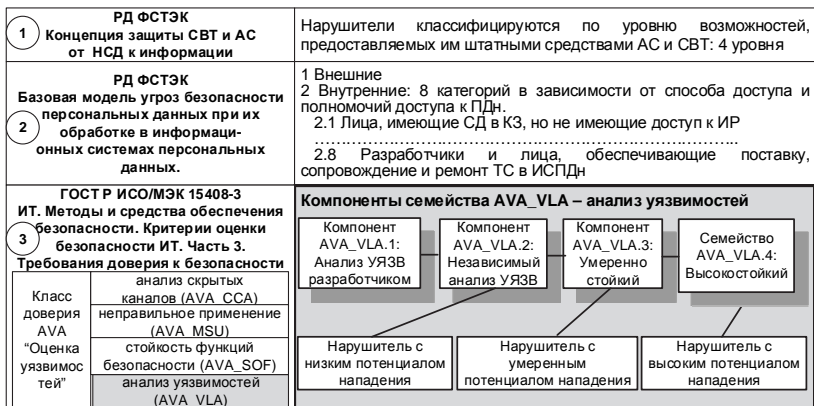 1
РД ФСТЭК
Концепция защиты СВТ и АС
от НСД к информации
Нарушители классифицируются по уровню возможностей,
предоставляемых им штатными средствами АС и СВТ: 4 уровня
2
РД ФСТЭК
Базовая модель угроз безопасности
персональных данных при их
обработке в информаци-
онных системах персональных
данных.
1 Внешние
2 Внутренние: 8 категорий в зависимости от способа доступа и
полномочий доступа к ПДн.
2.1 Лица, имеющие СД в КЗ, но не имеющие доступ к ИР
…………………………………………………………………..
2.8 Разработчики и лица, обеспечивающие поставку,
сопровождение и ремонт ТС в ИСПДн
3
ГОСТ Р ИСО/МЭК 15408-3
ИТ. Методы и средства обеспечения
безопасности. Критерии оценки
безопасности ИТ. Часть 3.
Требования доверия к безопасности
Класс
доверия
AVA
“Оценка
уязвимос
тей”
анализ скрытых
каналов (AVA_CCA)
неправильное применение
(AVA_MSU)
стойкость функций
безопасности (AVA_SOF)
анализ уязвимостей
(AVA_VLA)
Компоненты семейства AVA_VLA – анализ уязвимостей
Компонент
AVA_VLA.1:
Анализ УЯЗВ
разработчиком
Компонент
AVA_VLA.2:
Независимый
анализ УЯЗВ
Компонент
AVA_VLA.3:
Умеренно
стойкий
Семейство
AVA_VLA.4:
Высокостойкий
Нарушитель с
низким потенциалом
нападения
Нарушитель с
умеренным
потенциалом нападения
Нарушитель с
высоким потенциалом
нападения